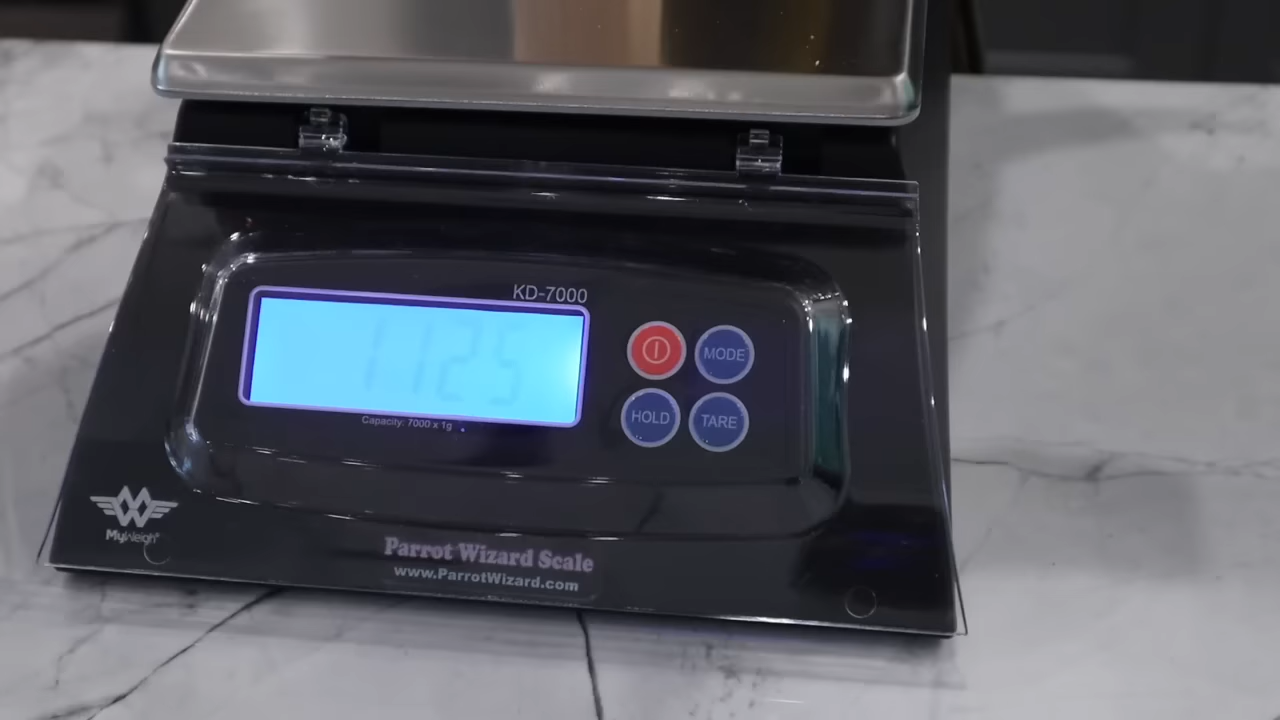 KD-7000
1125
Capacity: 7000 x 1g
MODE
HOLD
TARE
MyWeigh®
Parrot Wizard Scale
www.ParrotWizard.com